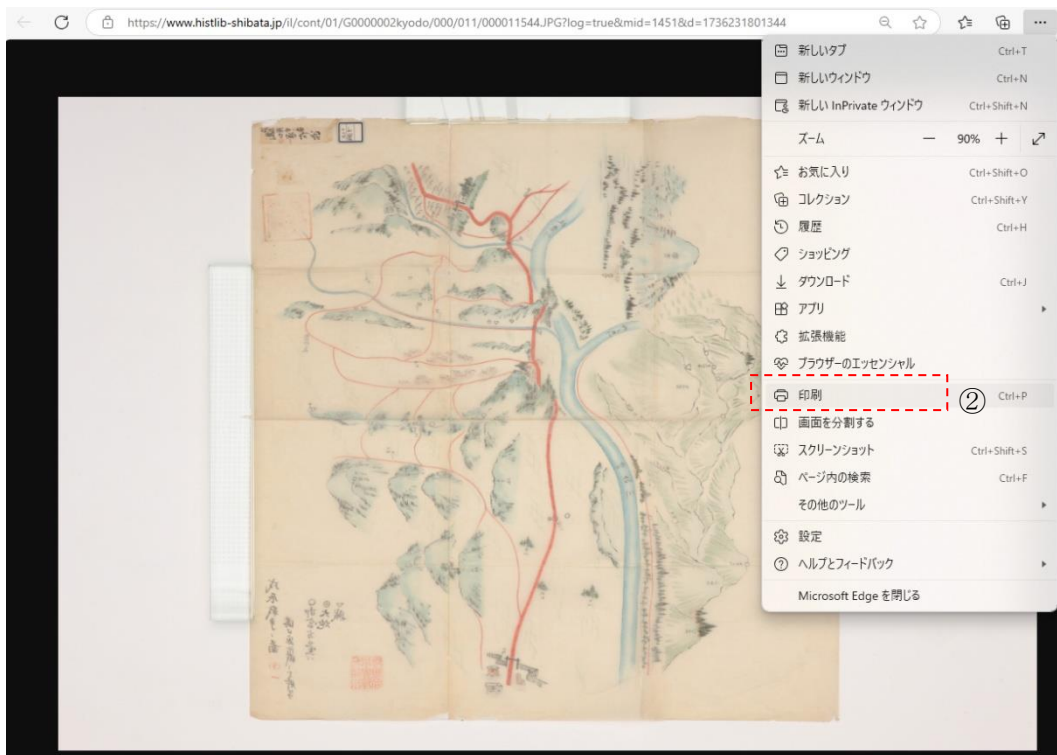 https://www.histlib-shibata.jp/il/cont/01/G0000002kyodo/000/011/000011544.JPG?log=true&mid=1451&d=1736231801344
新しいタブ Ctrl+T
新しいウィンドウ Ctrl+N
新しい InPrivate ウィンドウ Ctrl+Shift+N
ズーム — 90% +
お気に入り Ctrl+Shift+O
コレクション Ctrl+Shift+Y
履歴 Ctrl+H
ショッピング
ダウンロード Ctrl+J
アプリ
拡張機能
ブラウザーのエッセンシャル
印刷 ② Ctrl+P
画面を分割する
スクリーンショット Ctrl+Shift+S
ページ内の検索 Ctrl+F
その他のツール
設定
ヘルプとフィードバック
Microsoft Edge を閉じる